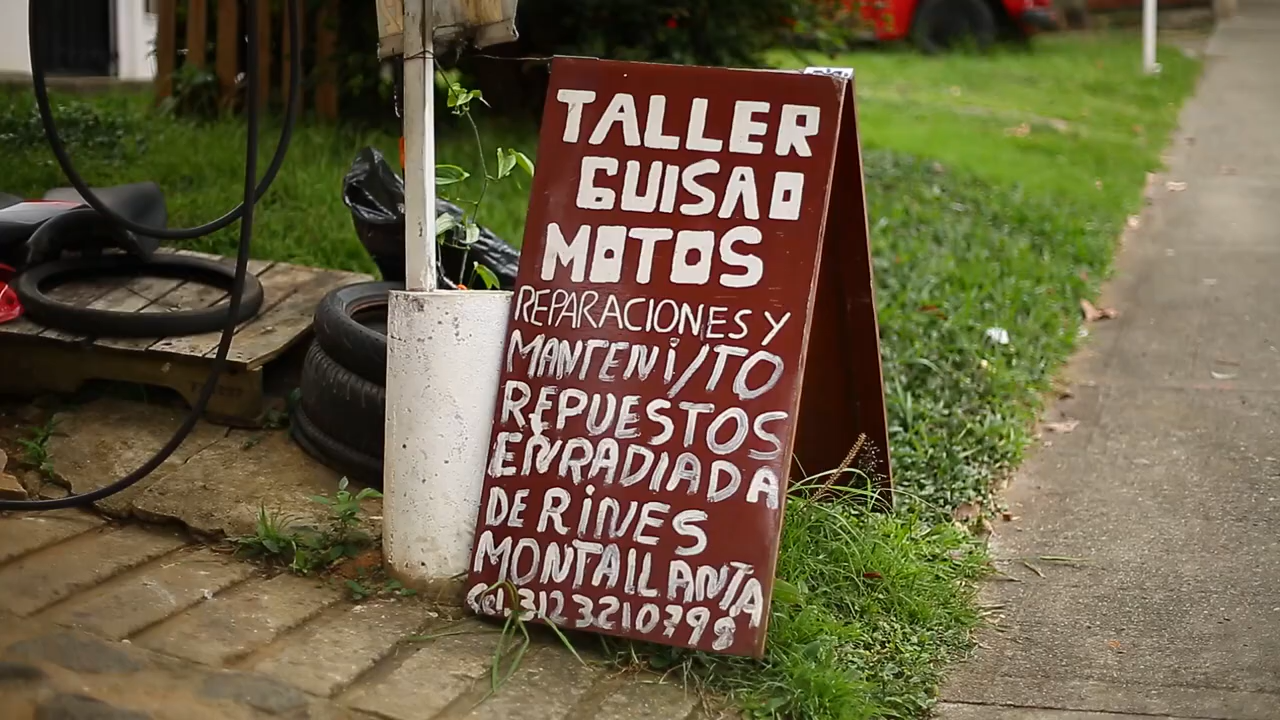 TALLER
GUISAO
MOTOS
REPARACIONES Y
MANTENi/TO
REPUESTOS
ENRADIADA
DE RiNES
MONTAILANTA
Cel. 312 3210798